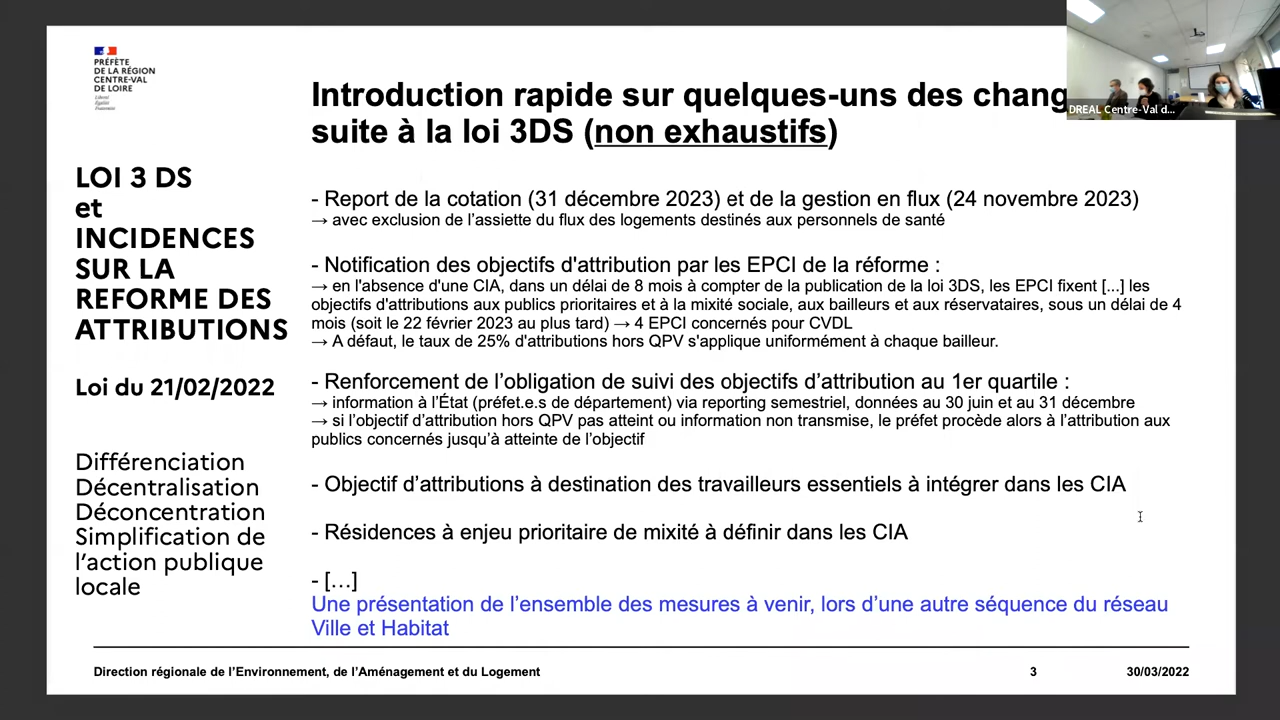 PRÉFÈTE
DE LA RÉGION
CENTRE-VAL
DE LOIRE
Liberté
Égalité
Fraternité
Introduction rapide sur quelques-uns des chang
suite à la loi 3DS (non exhaustifs)
DREAL Centre-Val d...
LOI 3 DS
et
INCIDENCES
SUR LA
REFORME DES
ATTRIBUTIONS
Loi du 21/02/2022
Différenciation
Décentralisation
Déconcentration
Simplification de
l’action publique
locale
- Report de la cotation (31 décembre 2023) et de la gestion en flux (24 novembre 2023)
→ avec exclusion de l’assiette du flux des logements destinés aux personnels de santé
- Notification des objectifs d'attribution par les EPCI de la réforme :
→ en l'absence d'une CIA, dans un délai de 8 mois à compter de la publication de la loi 3DS, les EPCI fixent [...] les
objectifs d'attributions aux publics prioritaires et à la mixité sociale, aux bailleurs et aux réservataires, sous un délai de 4
mois (soit le 22 février 2023 au plus tard) → 4 EPCI concernés pour CVDL
→ A défaut, le taux de 25% d'attributions hors QPV s'applique uniformément à chaque bailleur.
- Renforcement de l’obligation de suivi des objectifs d’attribution au 1er quartile :
→ information à l’État (préfet.e.s de département) via reporting semestriel, données au 30 juin et au 31 décembre
→ si l’objectif d’attribution hors QPV pas atteint ou information non transmise, le préfet procède alors à l’attribution aux
publics concernés jusqu’à atteinte de l’objectif
- Objectif d’attributions à destination des travailleurs essentiels à intégrer dans les CIA
- Résidences à enjeu prioritaire de mixité à définir dans les CIA
- […]
Une présentation de l’ensemble des mesures à venir, lors d’une autre séquence du réseau
Ville et Habitat
Direction régionale de l’Environnement, de l’Aménagement et du Logement
3
30/03/2022